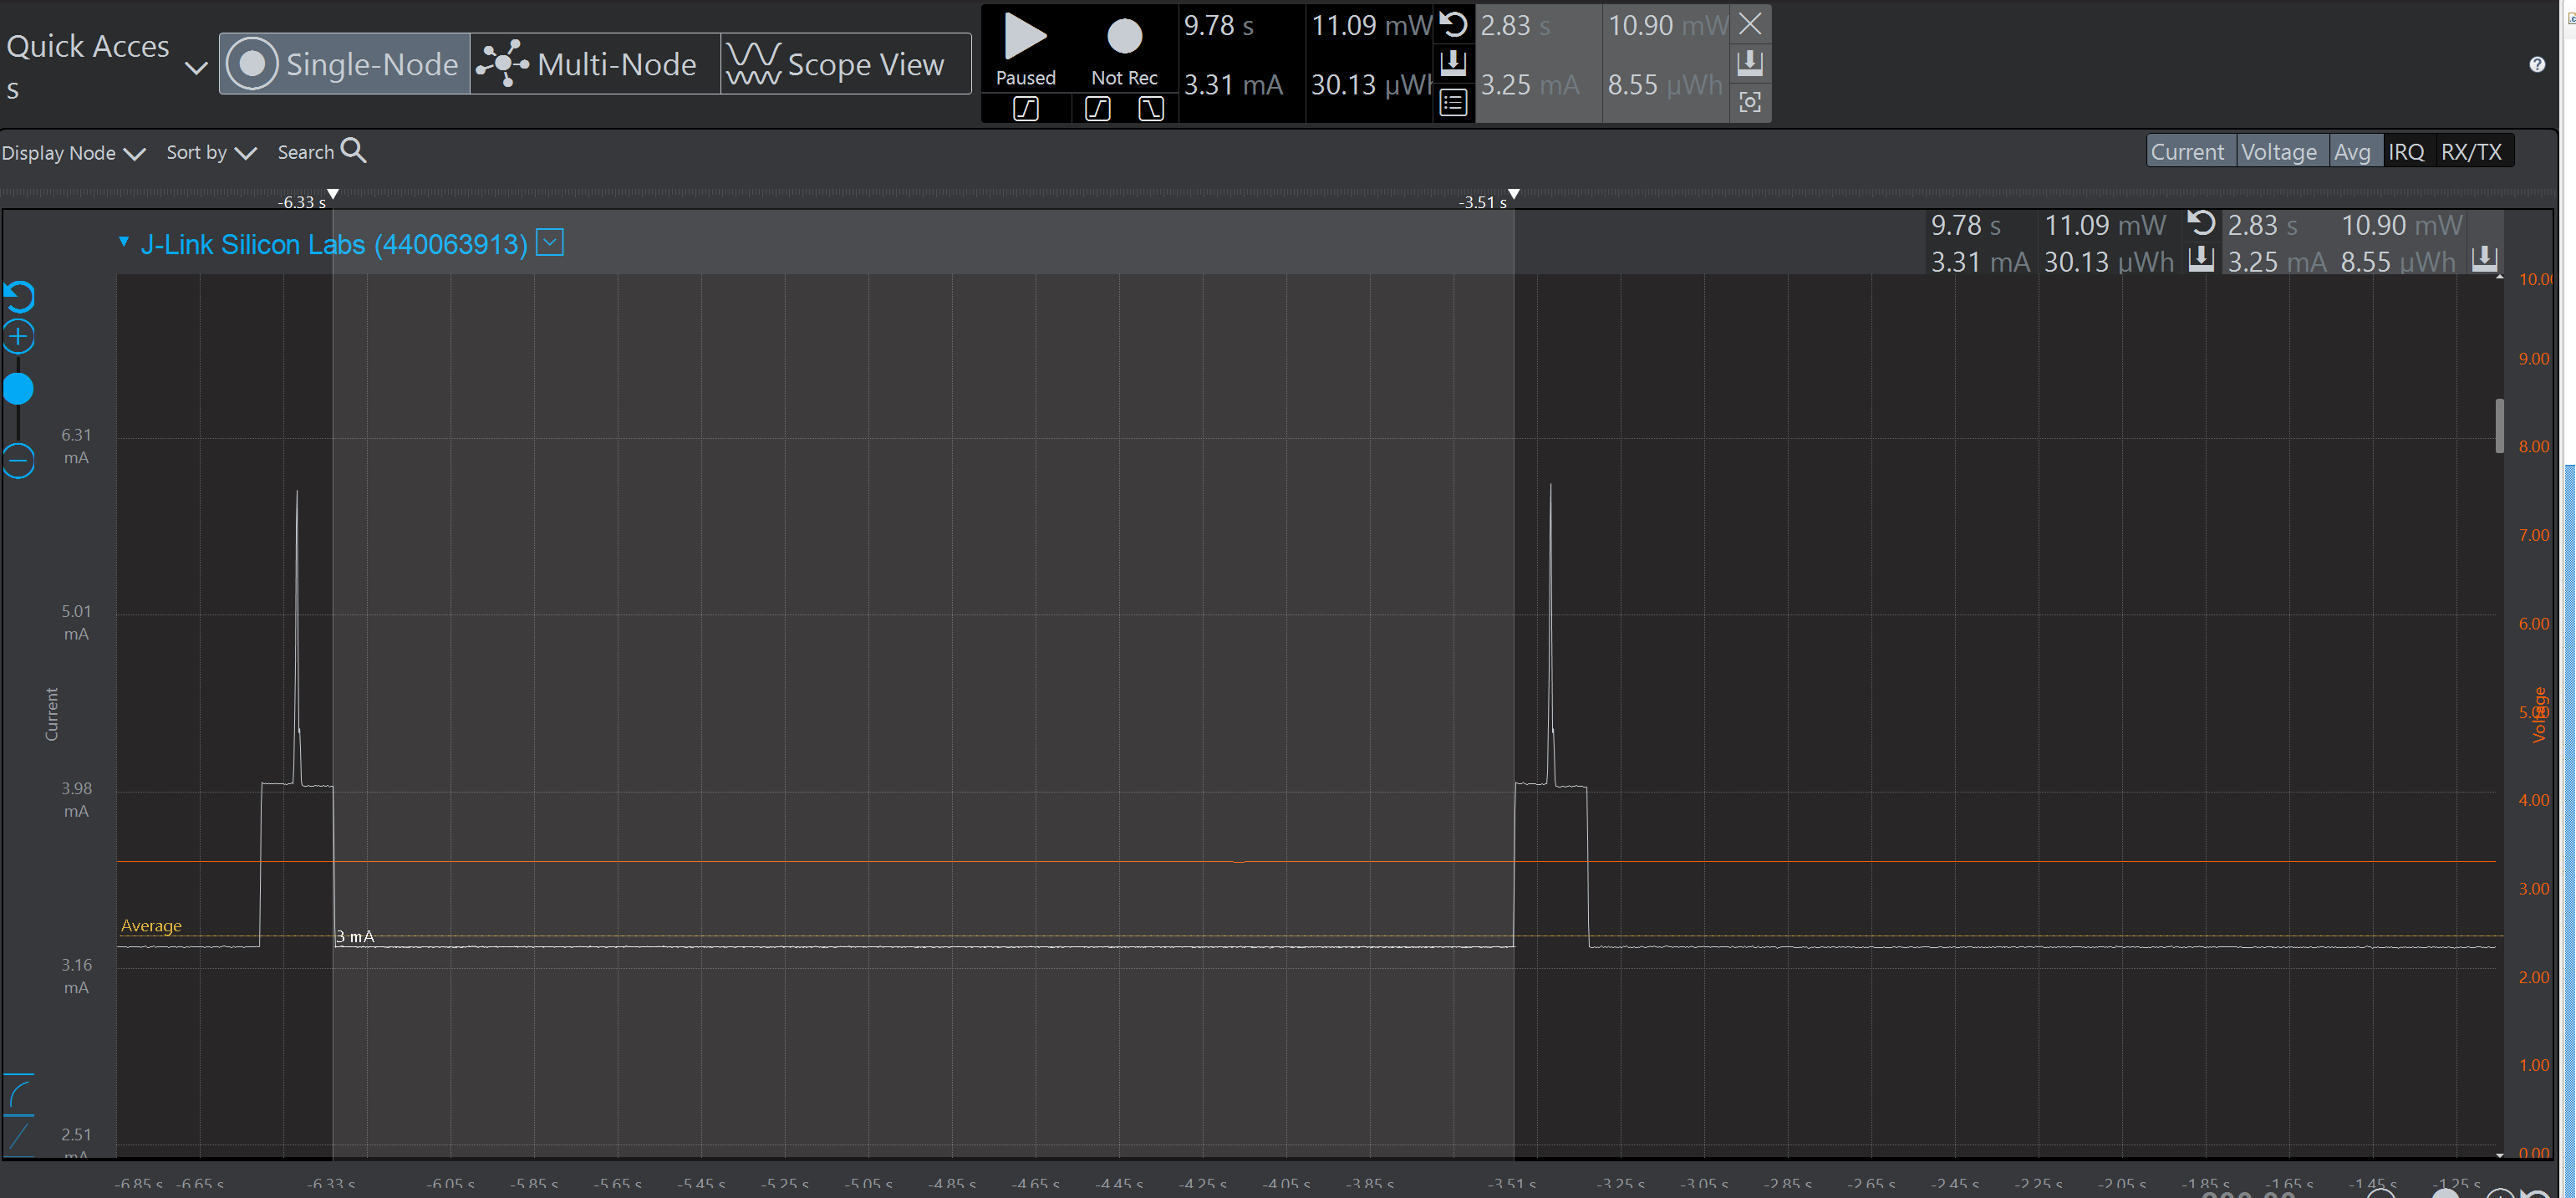 Quick Acces
s
Single-Node
Multi-Node
Scope View
Paused
Not Rec
9.78 s
11.09 mW
3.31 mA
30.13 µWh
2.83 s
10.90 mW
3.25 mA
8.55 µWh
Display Node
Sort by
Search
Current
Voltage
Avg
IRQ
RX/TX
-6.33 s
-3.51 s
J-Link Silicon Labs (440063913)
9.78 s
11.09 mW
2.83 s
10.90 mW
3.31 mA
30.13 µWh
3.25 mA
8.55 µWh
6.31
mA
5.01
mA
3.98
mA
3.16
mA
2.51
mA
Current
Average
3 mA
10.00
9.00
8.00
7.00
6.00
5.00
4.00
3.00
2.00
1.00
0.00
Voltage
-6.85 s
-6.65 s
-6.33 s
-6.05 s
-5.85 s
-5.65 s
-5.45 s
-5.25 s
-5.05 s
-4.85 s
-4.65 s
-4.45 s
-4.25 s
-4.05 s
-3.85 s
-3.51 s
-3.25 s
-3.05 s
-2.85 s
-2.65 s
-2.45 s
-2.25 s
-2.05 s
-1.85 s
-1.65 s
-1.45 s
-1.25 s